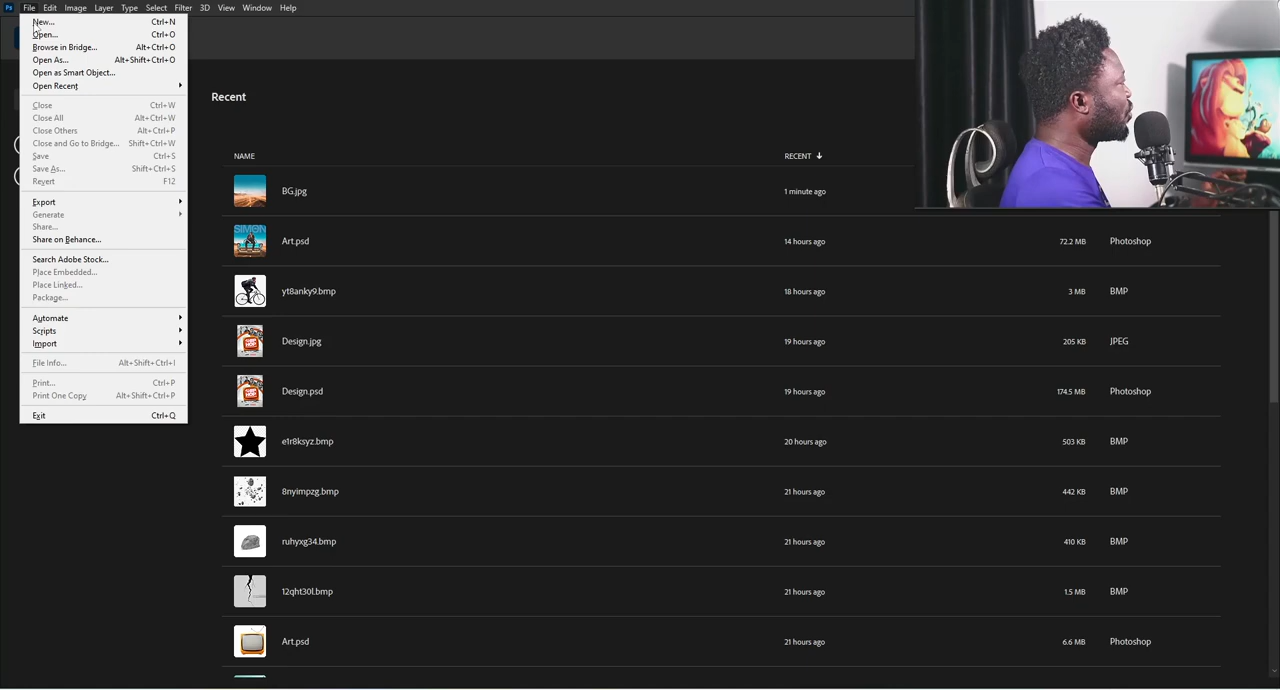 Ps File Edit Image Layer Type Select Filter 3D View Window Help
New... Ctrl+N
Open... Ctrl+O
Browse in Bridge... Alt+Ctrl+O
Open As... Alt+Shift+Ctrl+O
Open as Smart Object...
Open Recent
Close Ctrl+W
Close All Alt+Ctrl+W
Close Others Alt+Ctrl+P
Close and Go to Bridge... Shift+Ctrl+W
Save Ctrl+S
Save As... Shift+Ctrl+S
Revert F12
Export
Generate
Share...
Share on Behance...
Search Adobe Stock...
Place Embedded...
Place Linked...
Package...
Automate
Scripts
Import
File Info... Alt+Shift+Ctrl+I
Print... Ctrl+P
Print One Copy Alt+Shift+Ctrl+P
Exit Ctrl+Q
Recent
NAME RECENT
BG.jpg 1 minute ago
SIMON
Art.psd 14 hours ago 72.2 MB Photoshop
yt8anky9.bmp 18 hours ago 3 MB BMP
Design.jpg 19 hours ago 205 KB JPEG
Design.psd 19 hours ago 174.5 MB Photoshop
e1r8ksyz.bmp 20 hours ago 503 KB BMP
8nyimpzg.bmp 21 hours ago 442 KB BMP
ruhyxg34.bmp 21 hours ago 410 KB BMP
12qht30l.bmp 21 hours ago 1.5 MB BMP
Art.psd 21 hours ago 6.6 MB Photoshop